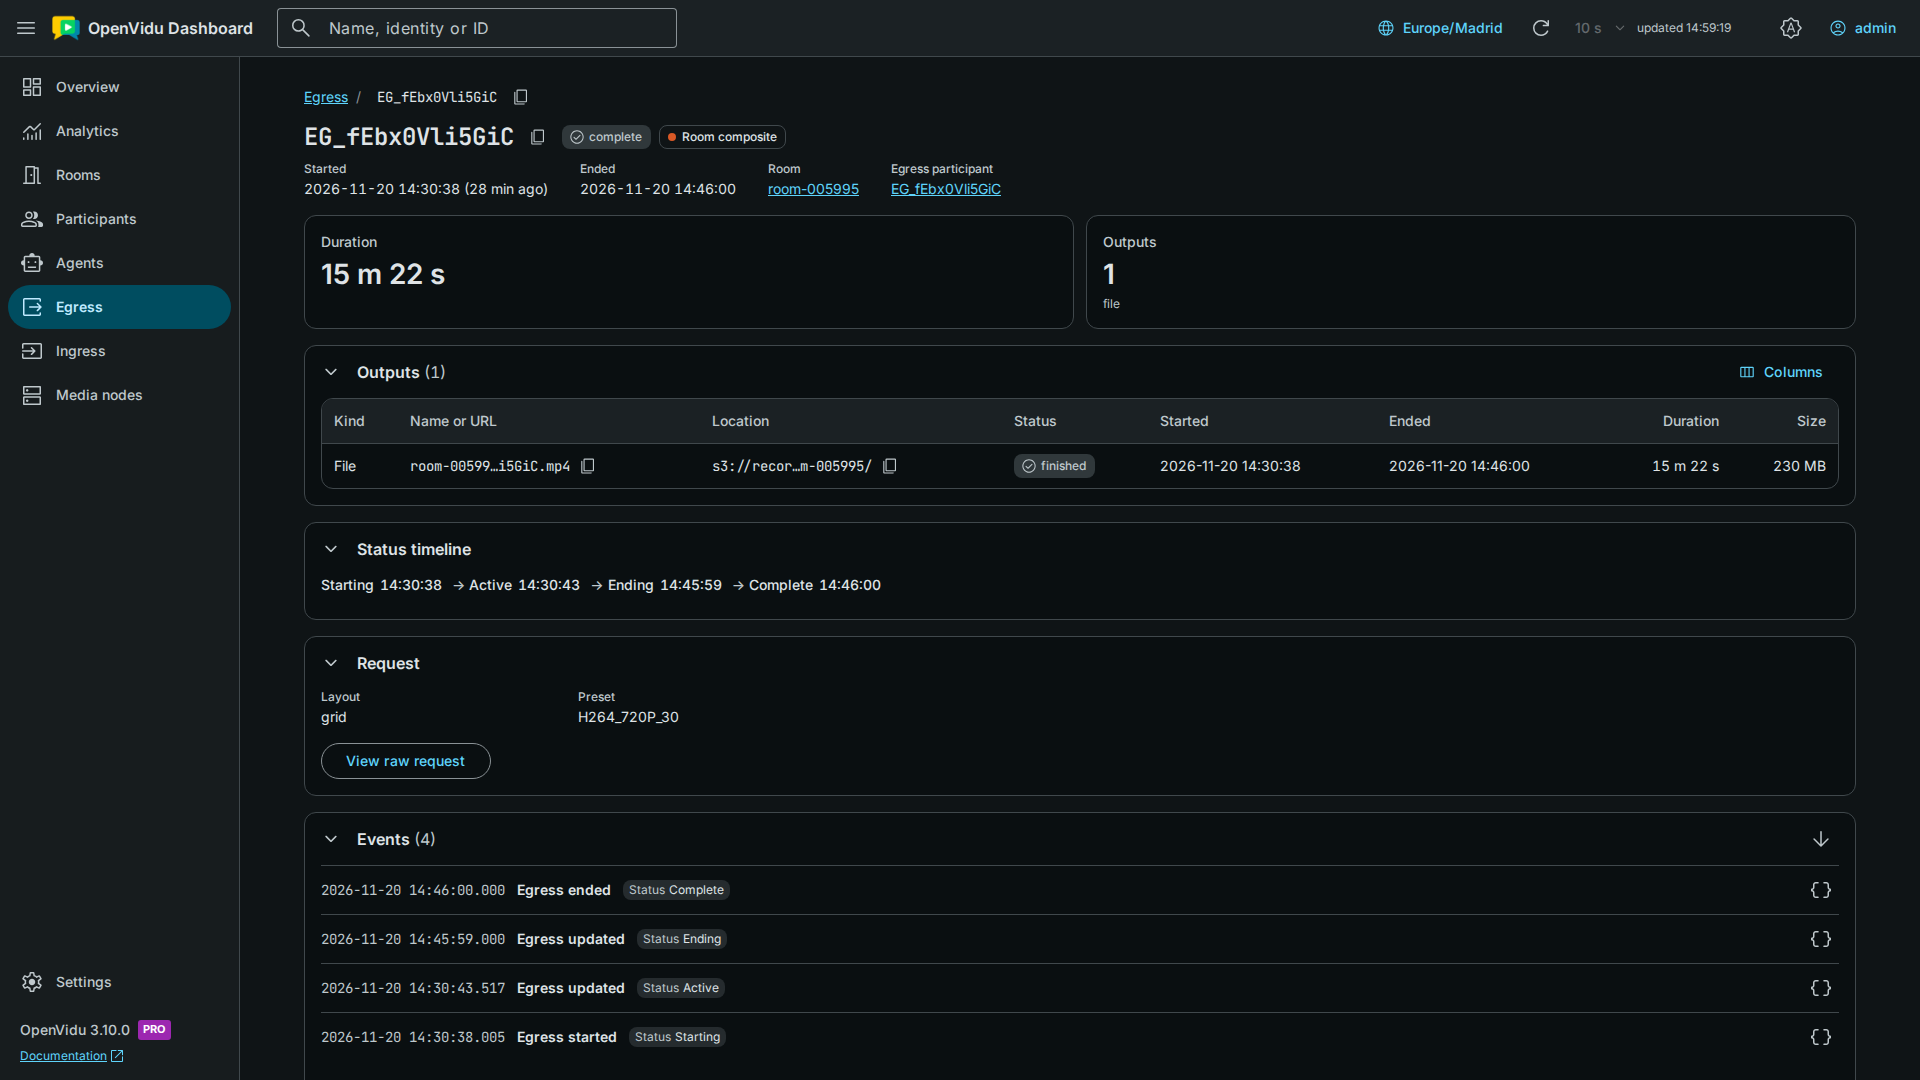 OpenVidu Dashboard
Name, identity or ID
Europe/Madrid
10 s
updated 14:59:19
admin
Overview
Analytics
Rooms
Participants
Agents
Egress
Ingress
Media nodes
Settings
OpenVidu 3.10.0 PRO
Documentation
Egress / EG_fEbx0Vli5GiC
EG_fEbx0Vli5GiC complete Room composite
Started Ended Room Egress participant
2026-11-20 14:30:38 (28 min ago) 2026-11-20 14:46:00 room-005995 EG_fEbx0Vli5GiC
Duration
15 m 22 s
Outputs
1
file
Outputs (1) Columns
Kind Name or URL Location Status Started Ended Duration Size
File room-00599…i5GiC.mp4 s3://recor…m-005995/ finished 2026-11-20 14:30:38 2026-11-20 14:46:00 15 m 22 s 230 MB
Status timeline
Starting 14:30:38 → Active 14:30:43 → Ending 14:45:59 → Complete 14:46:00
Request
Layout Preset
grid H264_720P_30
View raw request
Events (4)
2026-11-20 14:46:00.000 Egress ended Status Complete
2026-11-20 14:45:59.000 Egress updated Status Ending
2026-11-20 14:30:43.517 Egress updated Status Active
2026-11-20 14:30:38.005 Egress started Status Starting